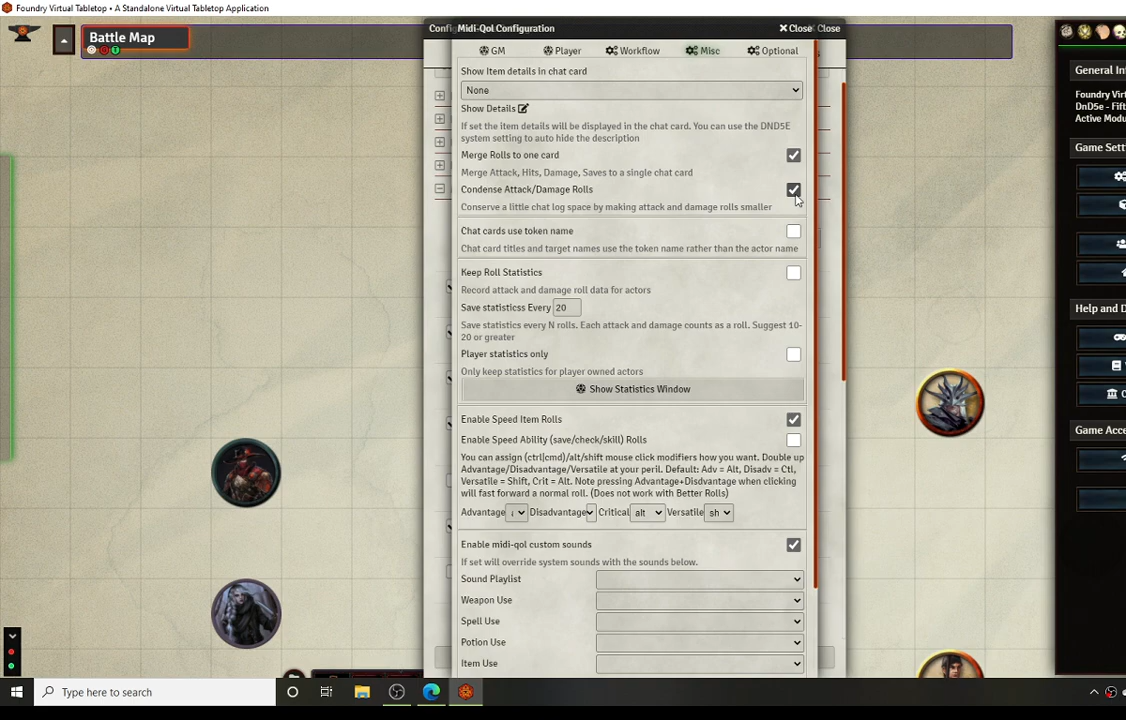 Foundry Virtual Tabletop • A Standalone Virtual Tabletop Application
Battle Map
Midi-Qol Configuration
Close
Close
GM
Player
Workflow
Misc
Optional
Show Item details in chat card
None
Show Details
If set the item details will be displayed in the chat card. You can use the DND5E
system setting to auto hide the description
Merge Rolls to one card
Merge Attack, Hits, Damage, Saves to a single chat card
Condense Attack/Damage Rolls
Conserve a little chat log space by making attack and damage rolls smaller
Chat cards use token name
Chat card titles and target names use the token name rather than the actor name
Keep Roll Statistics
Record attack and damage roll data for actors
Save statisticss Every 20
Save statistics every N rolls. Each attack and damage counts as a roll. Suggest 10-
20 or greater
Player statistics only
Only keep statistics for player owned actors
Show Statistics Window
Enable Speed Item Rolls
Enable Speed Ability (save/check/skill) Rolls
You can assign (ctrl|cmd)/alt/shift mouse click modifiers how you want. Double up
Advantage/Disadvantage/Versatile at your peril. Default: Adv = Alt, Disadv = Ctl,
Versatile = Shift, Crit = Alt. Note pressing Advantage+Disdvantage when clicking
will fast forward a normal roll. (Does not work with Better Rolls)
Advantage Disadvantage Critical alt Versatile sh
Enable midi-qol custom sounds
If set will override system sounds with the sounds below.
Sound Playlist
Weapon Use
Spell Use
Potion Use
Item Use
General In
Foundry Virt
DnD5e - Fift
Active Modu
Game Sett
Help and D
Game Acce
Type here to search